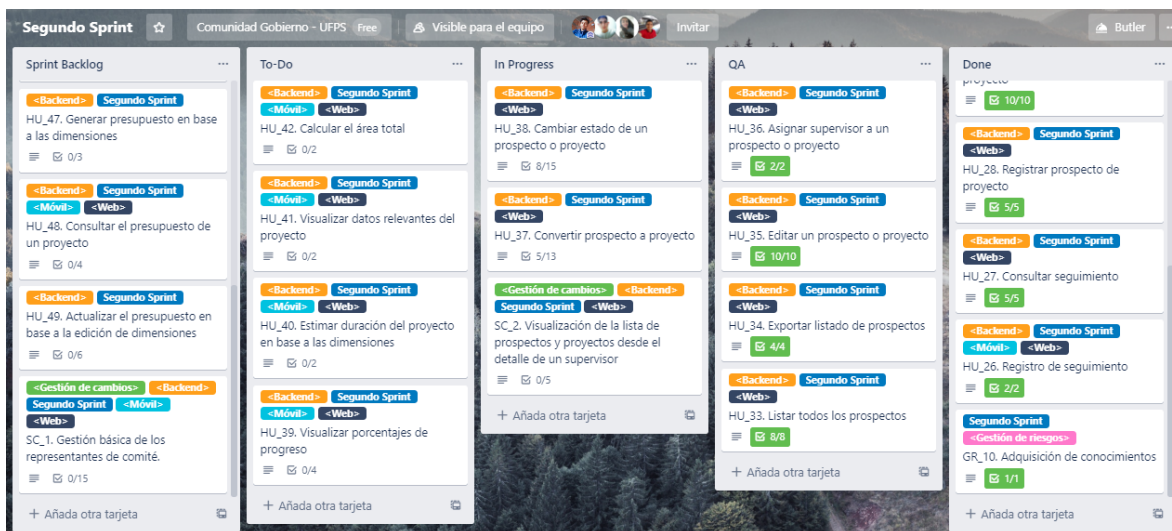 Segundo Sprint
Comunidad Gobierno - UFPS Free
Visible para el equipo
Invitar
Butler
Sprint Backlog
<Backend> Segundo Sprint
HU_47. Generar presupuesto en base
a las dimensiones
0/3
<Backend> Segundo Sprint
<Móvil> <Web>
HU_48. Consultar el presupuesto de
un proyecto
0/4
<Backend> Segundo Sprint
HU_49. Actualizar el presupuesto en
base a la edición de dimensiones
0/6
<Gestión de cambios> <Backend>
Segundo Sprint <Móvil>
<Web>
SC_1. Gestión básica de los
representantes de comité.
0/15
+ Añada otra tarjeta
To-Do
<Backend> Segundo Sprint
<Móvil> <Web>
HU_42. Calcular el área total
0/2
<Backend> Segundo Sprint
<Móvil> <Web>
HU_41. Visualizar datos relevantes del
proyecto
0/2
<Backend> Segundo Sprint
<Móvil> <Web>
HU_40. Estimar duración del proyecto
en base a las dimensiones
0/2
<Backend> Segundo Sprint
<Móvil> <Web>
HU_39. Visualizar porcentajes de
progreso
0/4
+ Añada otra tarjeta
In Progress
<Backend> Segundo Sprint
<Web>
HU_38. Cambiar estado de un
prospecto o proyecto
8/15
<Backend> Segundo Sprint
<Web>
HU_37. Convertir prospecto a proyecto
5/13
<Gestión de cambios> <Backend>
Segundo Sprint <Web>
SC_2. Visualización de la lista de
prospectos y proyectos desde el
detalle de un supervisor
0/5
+ Añada otra tarjeta
QA
<Backend> Segundo Sprint
<Web>
HU_36. Asignar supervisor a un
prospecto o proyecto
2/2
<Backend> Segundo Sprint
<Web>
HU_35. Editar un prospecto o proyecto
10/10
<Backend> Segundo Sprint
<Web>
HU_34. Exportar listado de prospectos
4/4
<Backend> Segundo Sprint
<Web>
HU_33. Listar todos los prospectos
8/8
+ Añada otra tarjeta
Done
proyecto
10/10
<Backend> Segundo Sprint
<Web>
HU_28. Registrar prospecto de
proyecto
5/5
<Backend> Segundo Sprint
<Web>
HU_27. Consultar seguimiento
5/5
<Backend> Segundo Sprint
<Móvil> <Web>
HU_26. Registro de seguimiento
2/2
Segundo Sprint
<Gestión de riesgos>
GR_10. Adquisición de conocimientos
1/1
+ Añada otra tarjeta